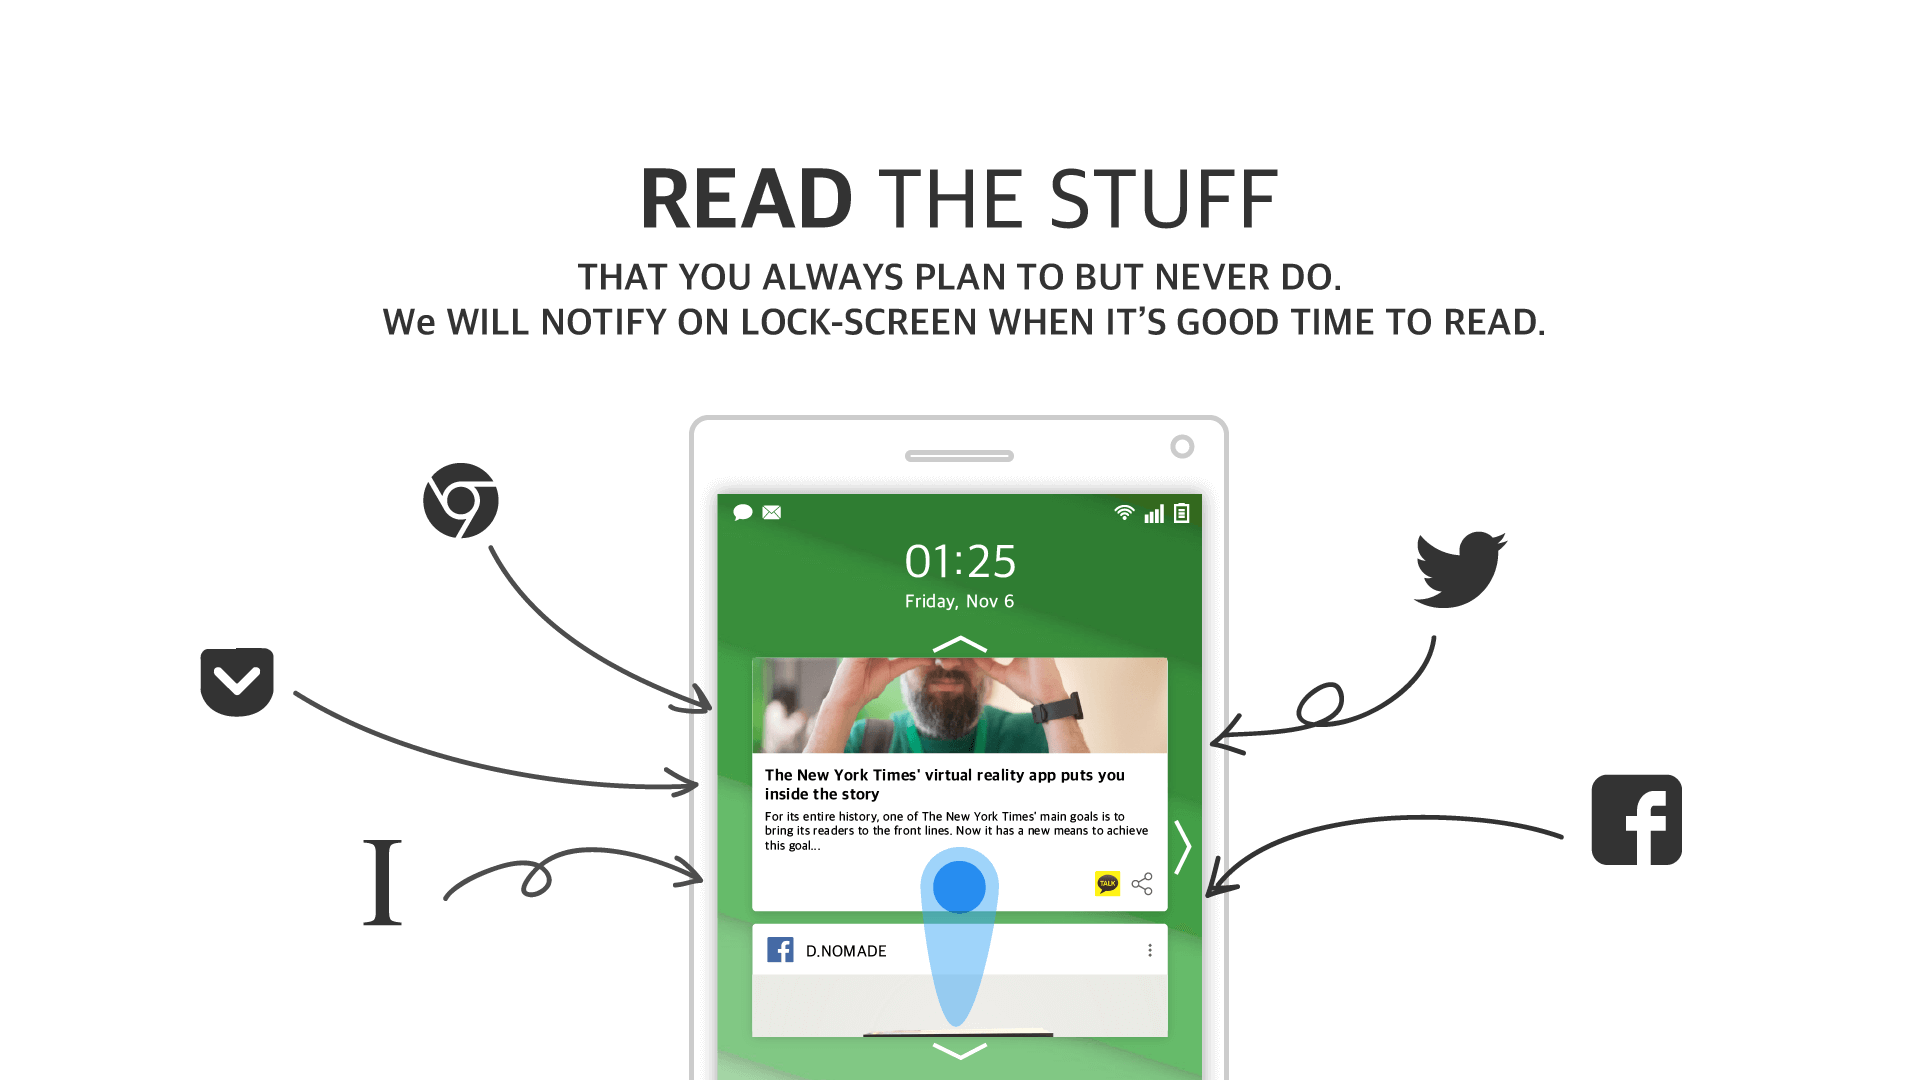 READ THE STUFF
THAT YOU ALWAYS PLAN TO BUT NEVER DO.
We WILL NOTIFY ON LOCK-SCREEN WHEN IT’S GOOD TIME TO READ.
01:25
Friday, Nov 6
The New York Times' virtual reality app puts you
inside the story
For its entire history, one of The New York Times' main goals is to
bring its readers to the front lines. Now it has a new means to achieve
this goal...
TALK
I
D.NOMADE